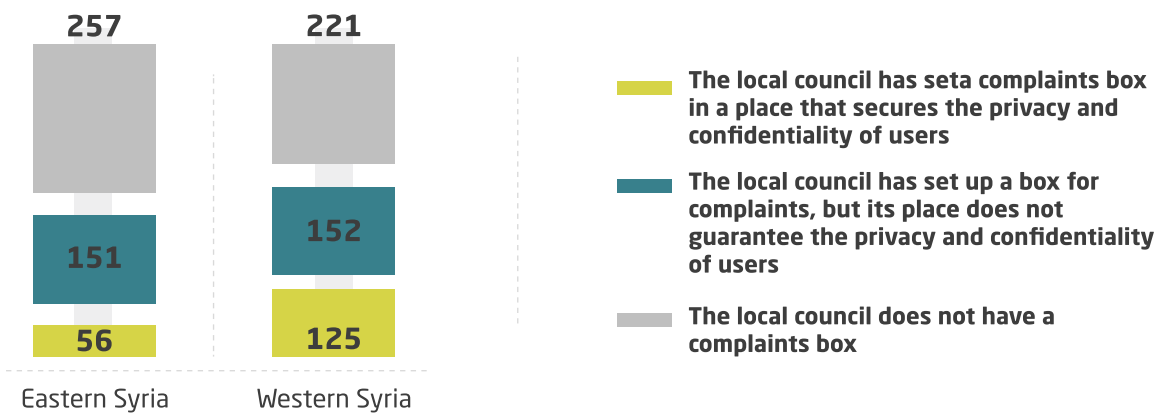 257
221
151
152
56
125
Eastern Syria
Western Syria
The local council has seta complaints box
in a place that secures the privacy and
confidentiality of users
The local council has set up a box for
complaints, but its place does not
guarantee the privacy and confidentiality
of users
The local council does not have a
complaints box